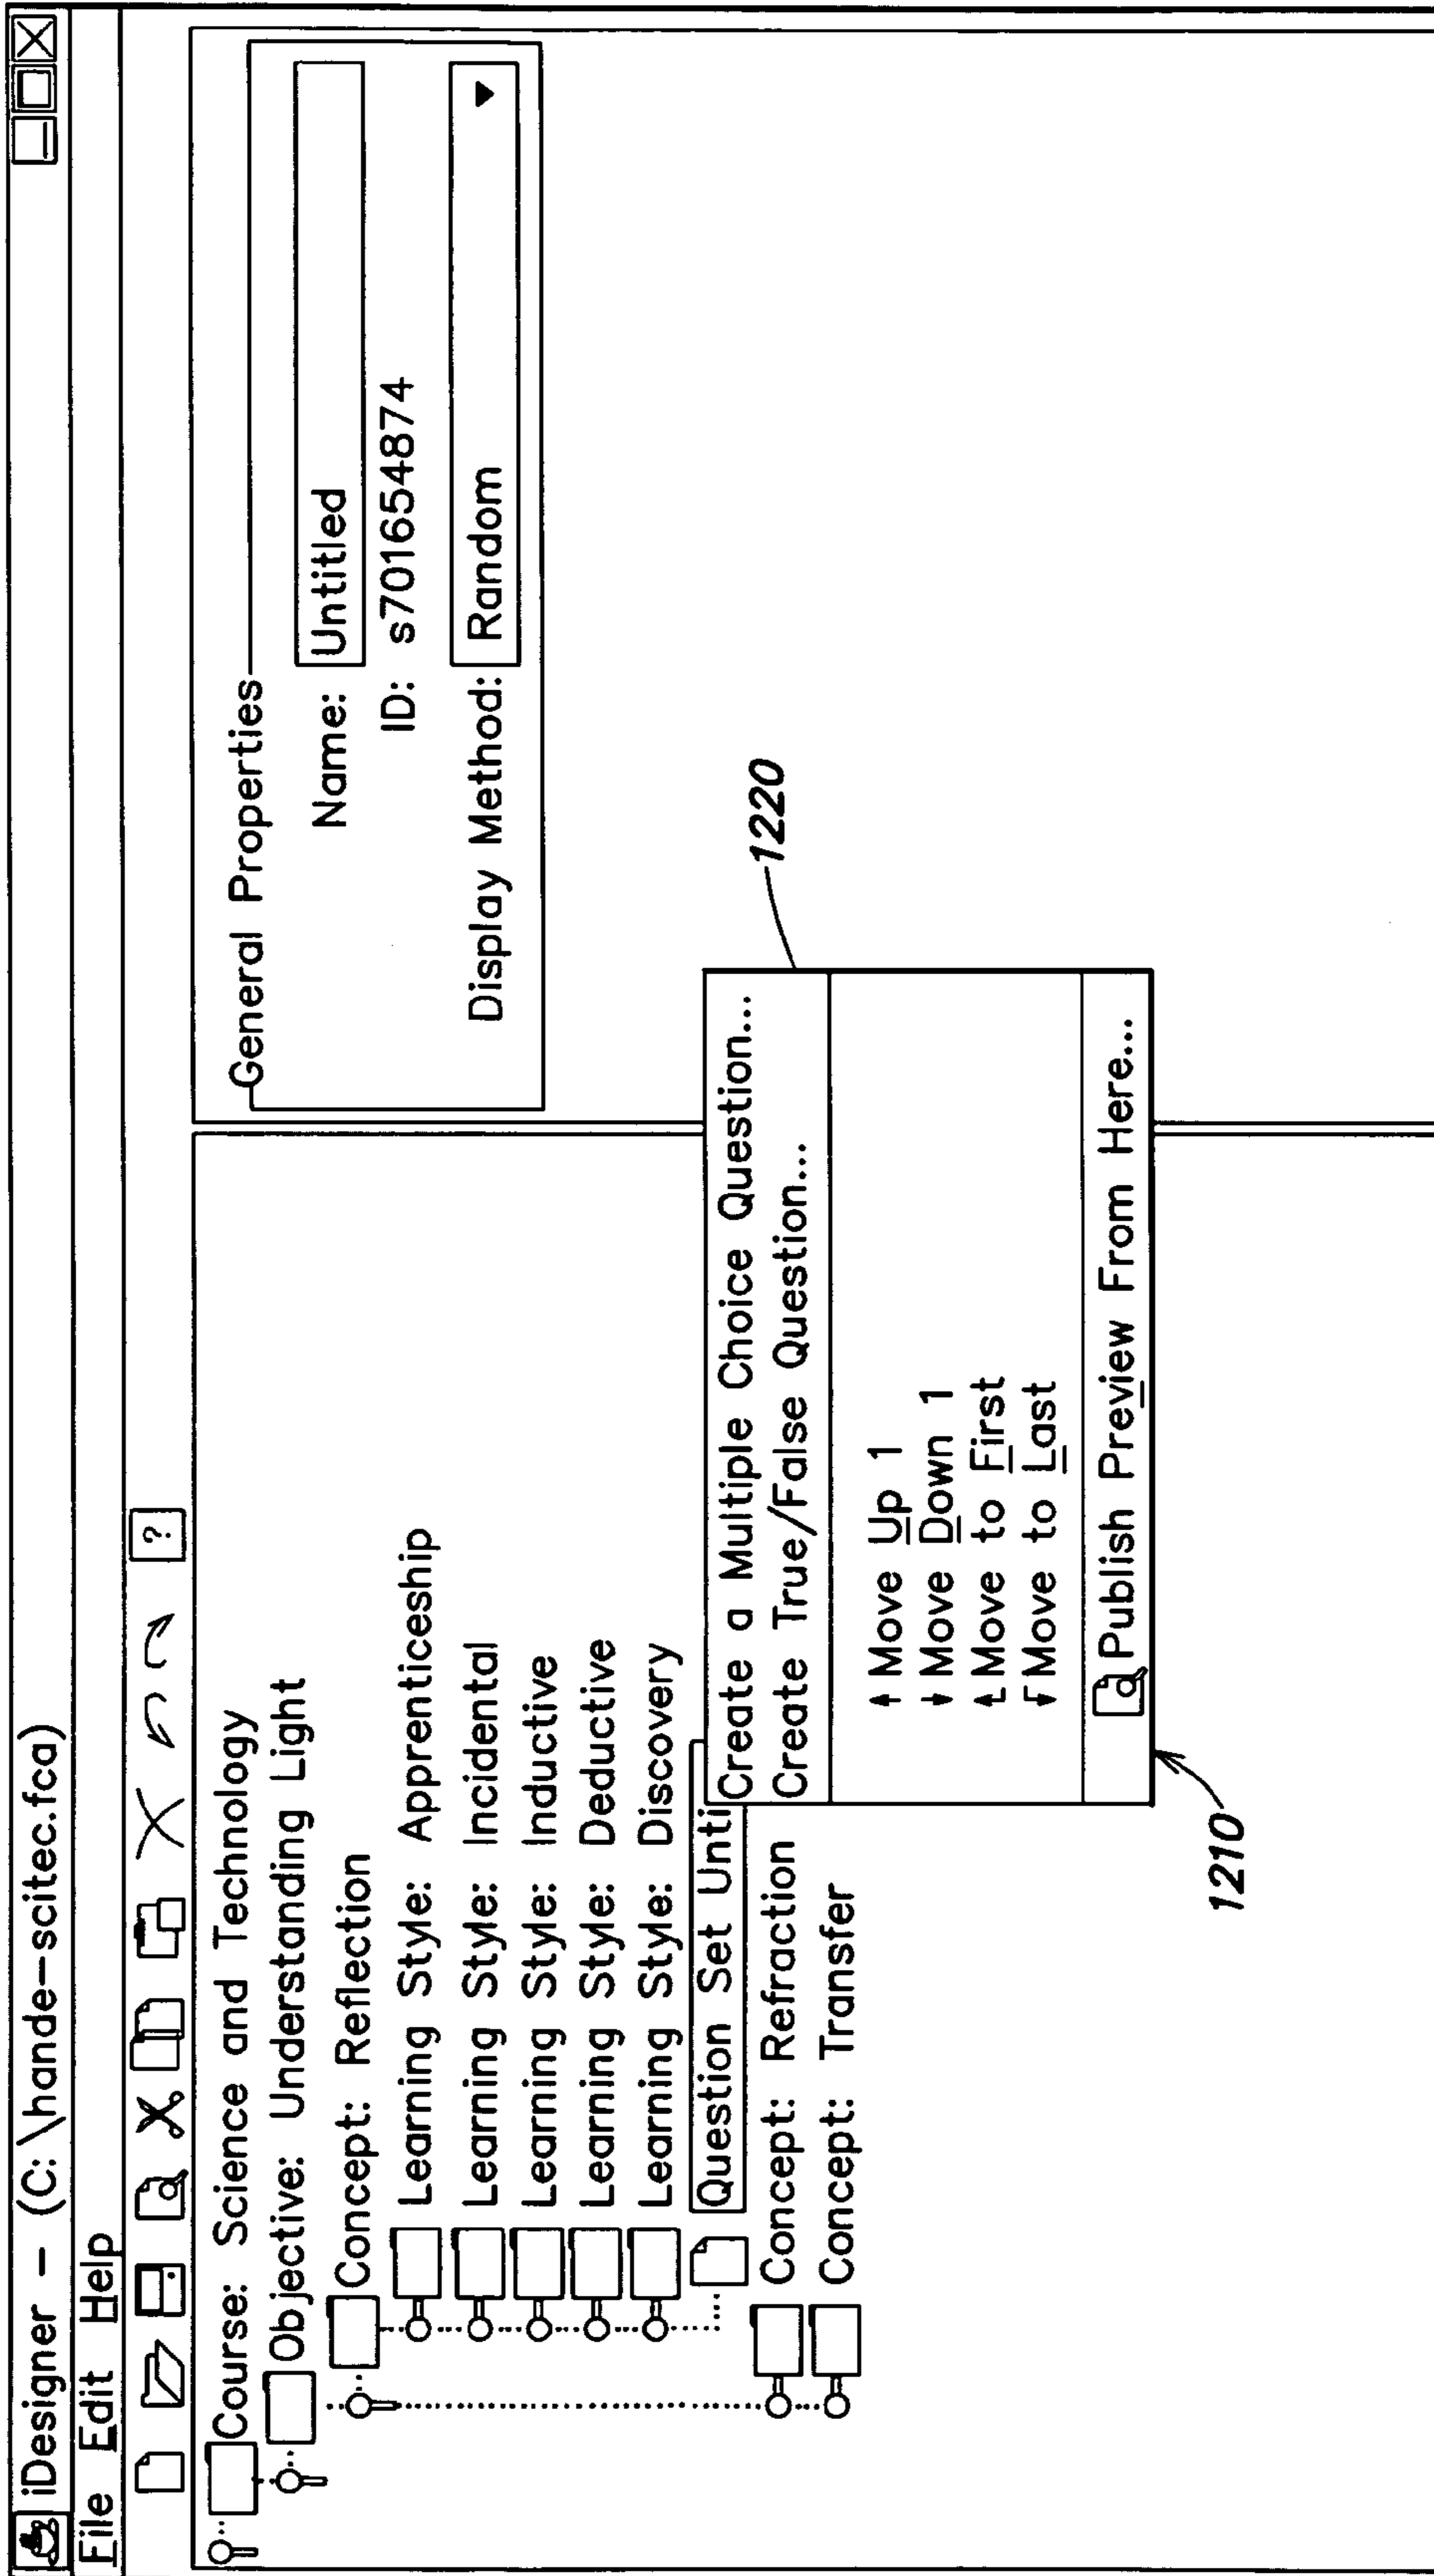 iDesigner – (C: \hande–scitec.fca)
File Edit Help
?
Course: Science and Technology
Objective: Understanding Light
Concept: Reflection
Learning Style: Apprenticeship
Learning Style: Incidental
Learning Style: Inductive
Learning Style: Deductive
Learning Style: Discovery
Question Set Unti
Concept: Refraction
Concept: Transfer
Create a Multiple Choice Question...
Create True/False Question...
Move Up 1
Move Down 1
Move to First
Move to Last
Publish Preview From Here...
1210
1220
General Properties
Name: Untitled
ID: s701654874
Display Method: Random